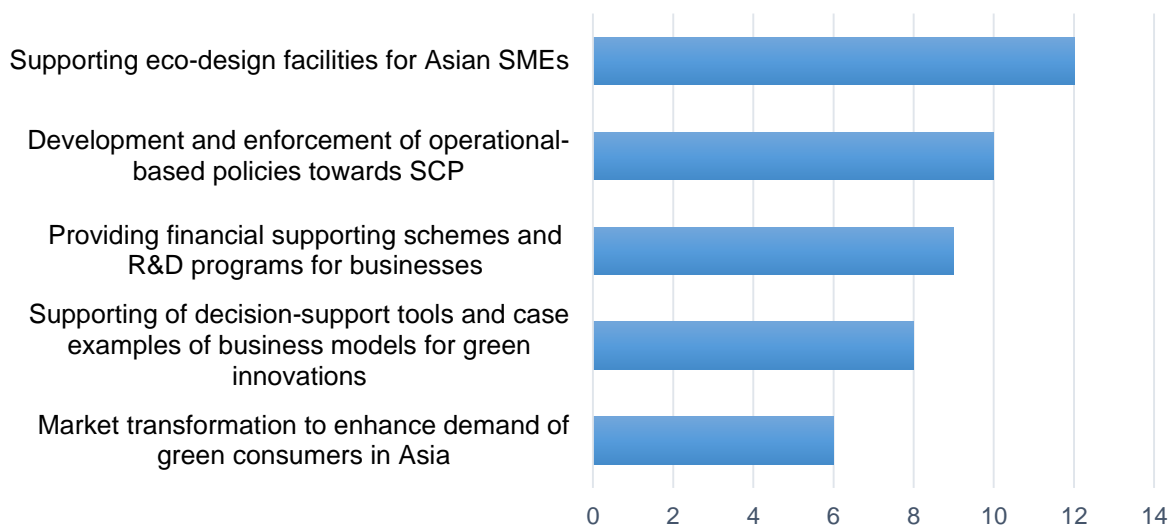 Supporting eco-design facilities for Asian SMEs
Development and enforcement of operational-
based policies towards SCP
Providing financial supporting schemes and
R&D programs for businesses
Supporting of decision-support tools and case
examples of business models for green
innovations
Market transformation to enhance demand of
green consumers in Asia
0 2 4 6 8 10 12 14